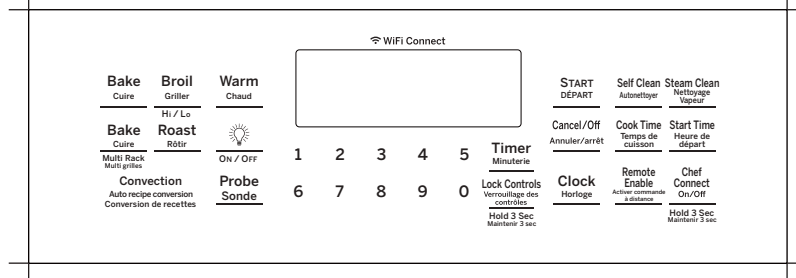 WiFi Connect
Bake
Cuire
Broil
Griller
Hi / Lo
Warm
Chaud
Bake
Cuire
Multi Rack
Multi grilles
Roast
Rôtir
ON / OFF
Convection
Auto recipe conversion
Conversion de recettes
Probe
Sonde
1 2 3 4 5
6 7 8 9 0
Timer
Minuterie
Lock Controls
Verrouillage des
contrôles
Hold 3 Sec
Maintenir 3 sec
START
DÉPART
Self Clean
Autonettoyer
Steam Clean
Nettoyage
Vapeur
Cancel/Off
Annuler/arrêt
Cook Time
Temps de
cuisson
Start Time
Heure de
départ
Clock
Horloge
Remote
Enable
Activer commande
à distance
Chef
Connect
On/Off
Hold 3 Sec
Maintenir 3 sec